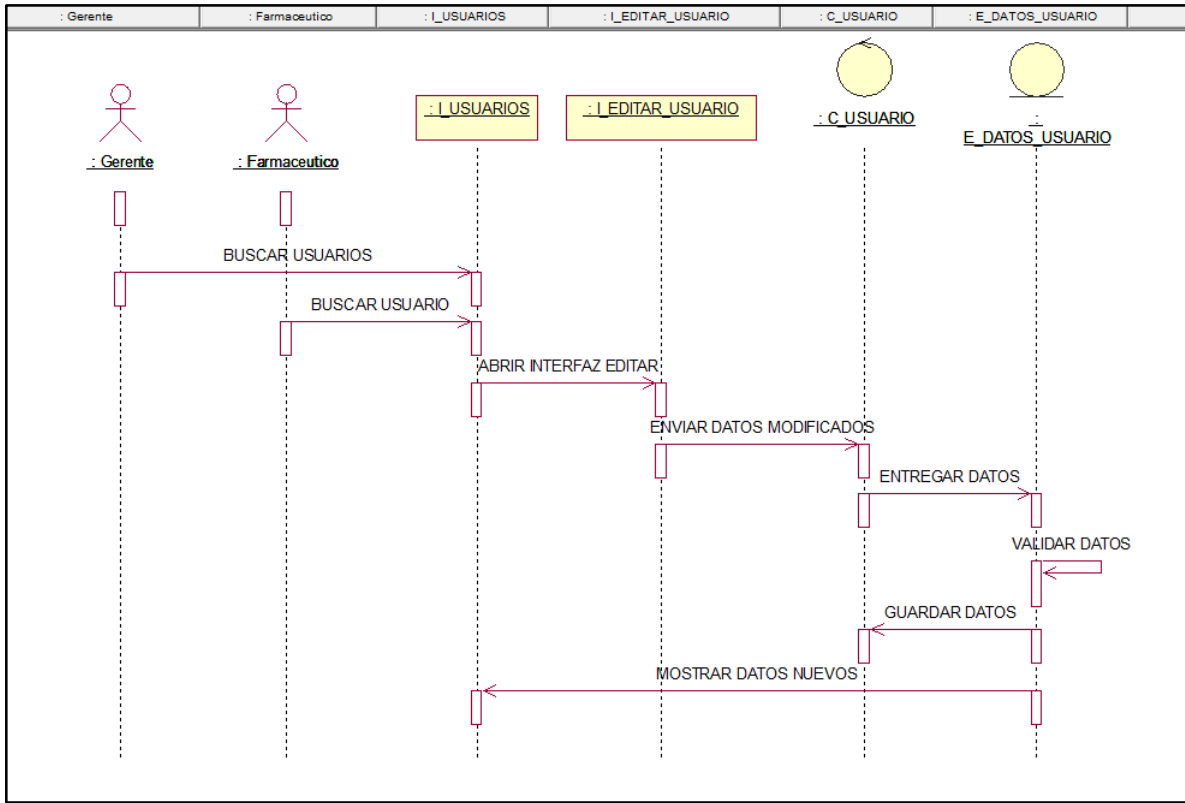 : Gerente
: Farmaceutico
: I_USUARIOS
: I_EDITAR_USUARIO
: C_USUARIO
: E_DATOS_USUARIO
: Gerente
: Farmaceutico
: I_USUARIOS
: I_EDITAR_USUARIO
: C_USUARIO
:
E_DATOS_USUARIO
BUSCAR USUARIOS
BUSCAR USUARIO
ABRIR INTERFAZ EDITAR
ENVIAR DATOS MODIFICADOS
ENTREGAR DATOS
VALIDAR DATOS
GUARDAR DATOS
MOSTRAR DATOS NUEVOS